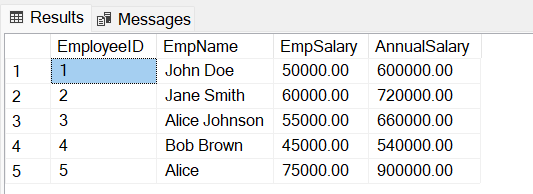 Results Messages
EmployeeID EmpName EmpSalary AnnualSalary
1 1 John Doe 50000.00 600000.00
2 2 Jane Smith 60000.00 720000.00
3 3 Alice Johnson 55000.00 660000.00
4 4 Bob Brown 45000.00 540000.00
5 5 Alice 75000.00 900000.00